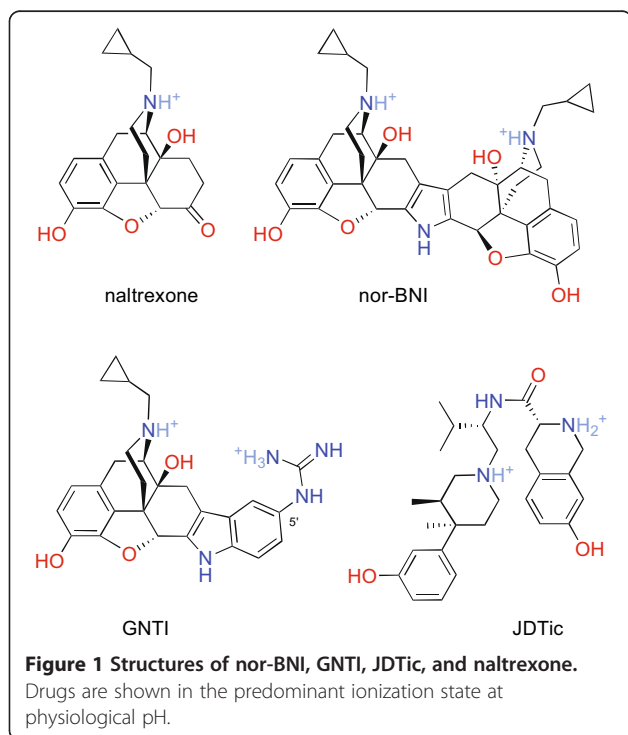 NH+
OH
HO
O
O
naltrexone
NH+
OH
HO
O
N
H
OH
+HN
O
OH
nor-BNI
NH+
OH
HO
O
N
H
+H3N
NH
NH
5'
GNTI
O
NH
NH2+
NH+
HO
OH
JDTic
Figure 1 Structures of nor-BNI, GNTI, JDTic, and naltrexone.
Drugs are shown in the predominant ionization state at
physiological pH.